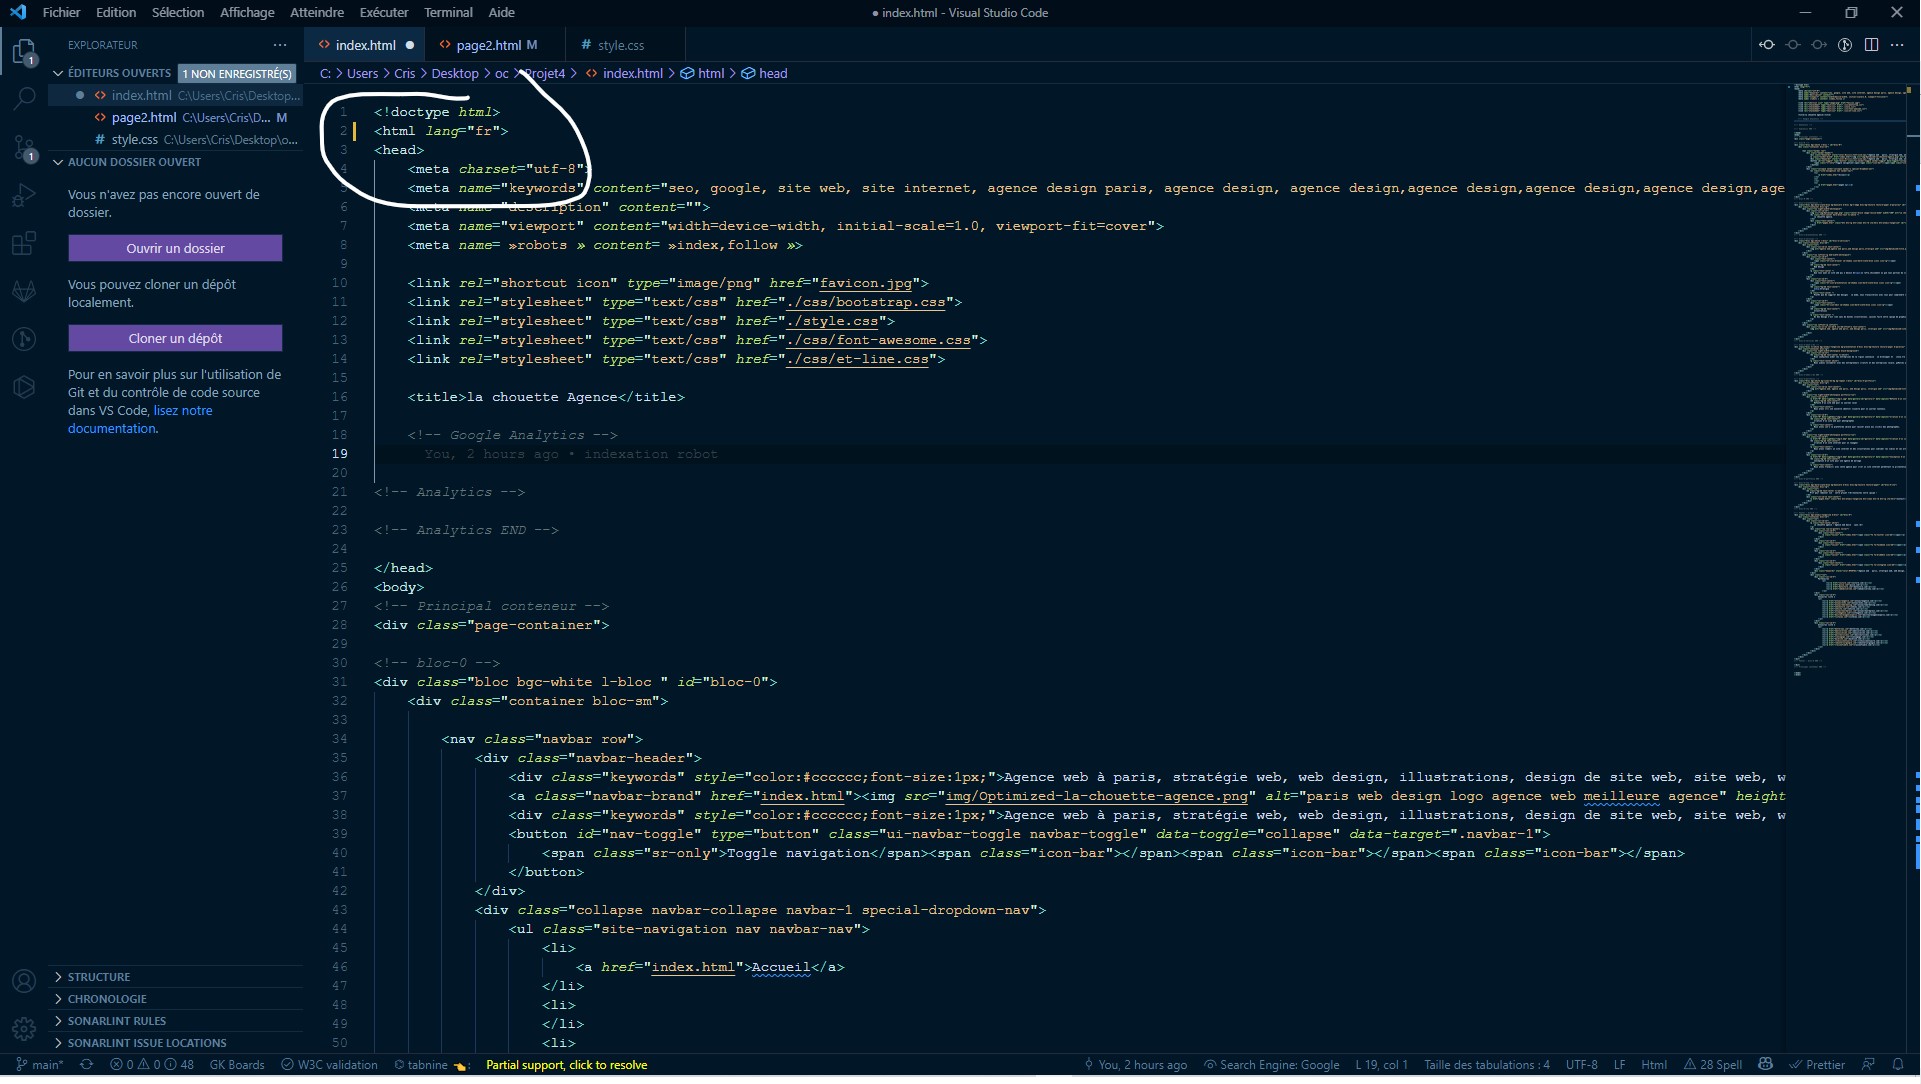 Fichier Edition Sélection Affichage Atteindre Exécuter Terminal Aide
● index.html - Visual Studio Code
EXPLORATEUR
index.html
page2.html M
style.css
ÉDITEURS OUVERTS 1 NON ENREGISTRÉ(S)
index.html C:\Users\Cris\Desktop...
page2.html C:\Users\Cris\D... M
style.css C:\Users\Cris\Desktop\o...
AUCUN DOSSIER OUVERT
Vous n'avez pas encore ouvert de
dossier.
Ouvrir un dossier
Vous pouvez cloner un dépôt
localement.
Cloner un dépôt
Pour en savoir plus sur l'utilisation de
Git et du contrôle de code source
dans VS Code, lisez notre
documentation.
STRUCTURE
CHRONOLOGIE
SONARLINT RULES
SONARLINT ISSUE LOCATIONS
C: > Users > Cris > Desktop > oc > Projet4 > index.html > html > head
1 <!doctype html>
2 <html lang="fr">
3 <head>
4 <meta charset="utf-8">
5 <meta name="keywords" content="seo, google, site web, site internet, agence design paris, agence design, agence design,agence design,agence design,agence design,age
6 <meta name="description" content="">
7 <meta name="viewport" content="width=device-width, initial-scale=1.0, viewport-fit=cover">
8 <meta name= »robots » content= »index,follow »>
9
10 <link rel="shortcut icon" type="image/png" href="favicon.jpg">
11 <link rel="stylesheet" type="text/css" href="./css/bootstrap.css">
12 <link rel="stylesheet" type="text/css" href="./style.css">
13 <link rel="stylesheet" type="text/css" href="./css/font-awesome.css">
14 <link rel="stylesheet" type="text/css" href="./css/et-line.css">
15
16 <title>la chouette Agence</title>
17
18 <!-- Google Analytics -->
19 You, 2 hours ago • indexation robot
20
21 <!-- Analytics -->
22
23 <!-- Analytics END -->
24
25 </head>
26 <body>
27 <!-- Principal conteneur -->
28 <div class="page-container">
29
30 <!-- bloc-0 -->
31 <div class="bloc bgc-white l-bloc " id="bloc-0">
32 <div class="container bloc-sm">
33
34 <nav class="navbar row">
35 <div class="navbar-header">
36 <div class="keywords" style="color:#cccccc;font-size:1px;">Agence web à paris, stratégie web, web design, illustrations, design de site web, site web, w
37 <a class="navbar-brand" href="index.html"><img src="img/Optimized-la-chouette-agence.png" alt="paris web design logo agence web meilleure agence" height
38 <div class="keywords" style="color:#cccccc;font-size:1px;">Agence web à paris, stratégie web, web design, illustrations, design de site web, site web, w
39 <button id="nav-toggle" type="button" class="ui-navbar-toggle navbar-toggle" data-toggle="collapse" data-target=".navbar-1">
40 <span class="sr-only">Toggle navigation</span><span class="icon-bar"></span><span class="icon-bar"></span><span class="icon-bar"></span>
41 </button>
42 </div>
43 <div class="collapse navbar-collapse navbar-1 special-dropdown-nav">
44 <ul class="site-navigation nav navbar-nav">
45 <li>
46 <a href="index.html">Accueil</a>
47 </li>
48 <li>
49 </li>
50 <li>
main* 0 0 48 GK Boards W3C validation tabnine Partial support, click to resolve
You, 2 hours ago Search Engine: Google L 19, col 1 Taille des tabulations : 4 UTF-8 LF Html 28 Spell Prettier